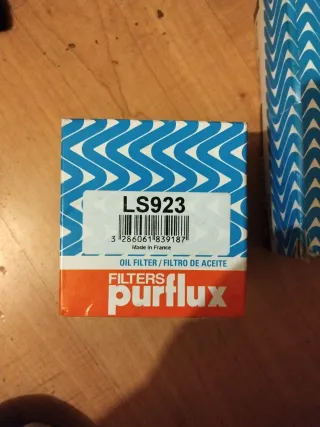 LS923
3 286061 839187
Made in France
OIL FILTER / FILTRO DE ACEITE
FILTERS
purflux